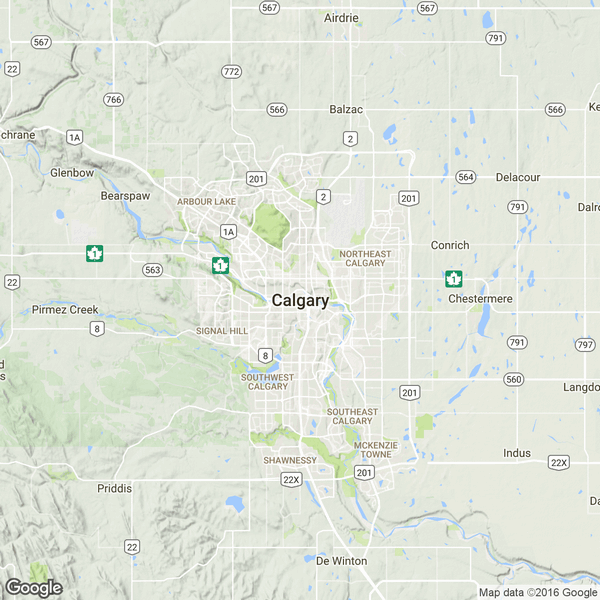 Airdrie
567
567
567
791
22
772
766
566
Balzac
566
Ke
chrane
1A
2
Glenbow
201
564
Delacour
Bearspaw
ARBOUR LAKE
2
201
791
Dalro
1A
Conrich
1
NORTHEAST
CALGARY
563
1
1
22
Chestermere
Calgary
Pirmez Creek
8
SIGNAL HILL
797
8
SOUTHWEST
CALGARY
560
Langdo
201
SOUTHEAST
CALGARY
MCKENZIE
TOWNE
Indus
SHAWNESSY
201
22X
22X
Priddis
Da
22
De Winton
Google
Map data ©2016 Google